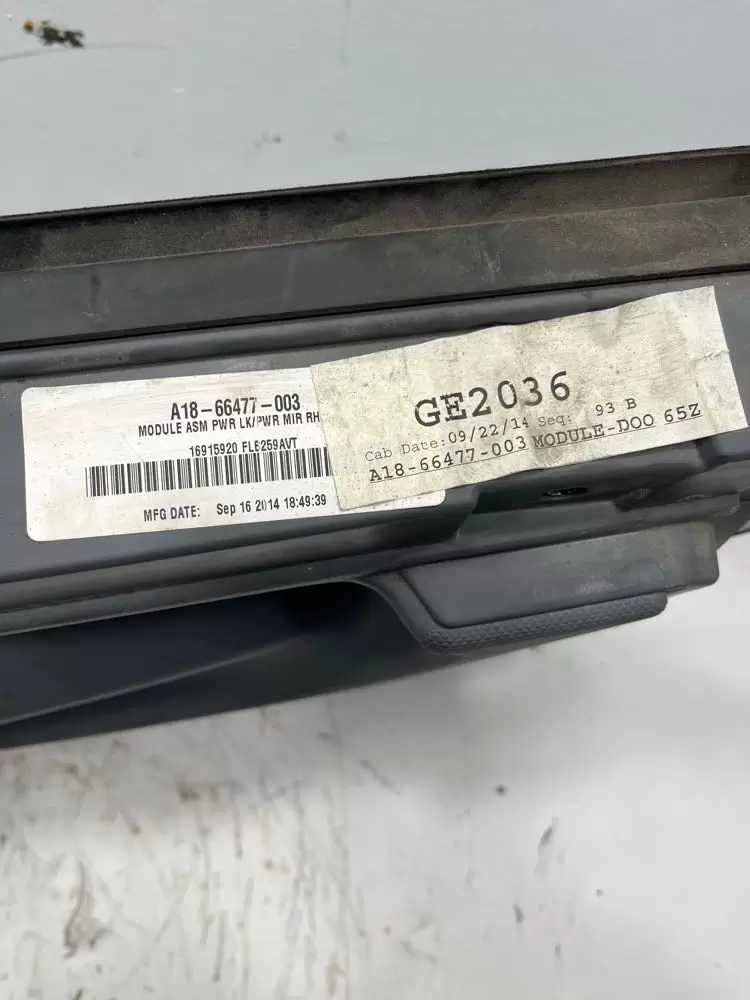 A18-66477-003
MODULE ASM PWR LK/PWR MIR RH
16915920 FLB259AVT
MFG DATE: Sep 16 2014 18:49:39
GE2036
Cab Date:09/22/14 Seq: 93 B
A18-66477-003 MODULE-DOO 65Z